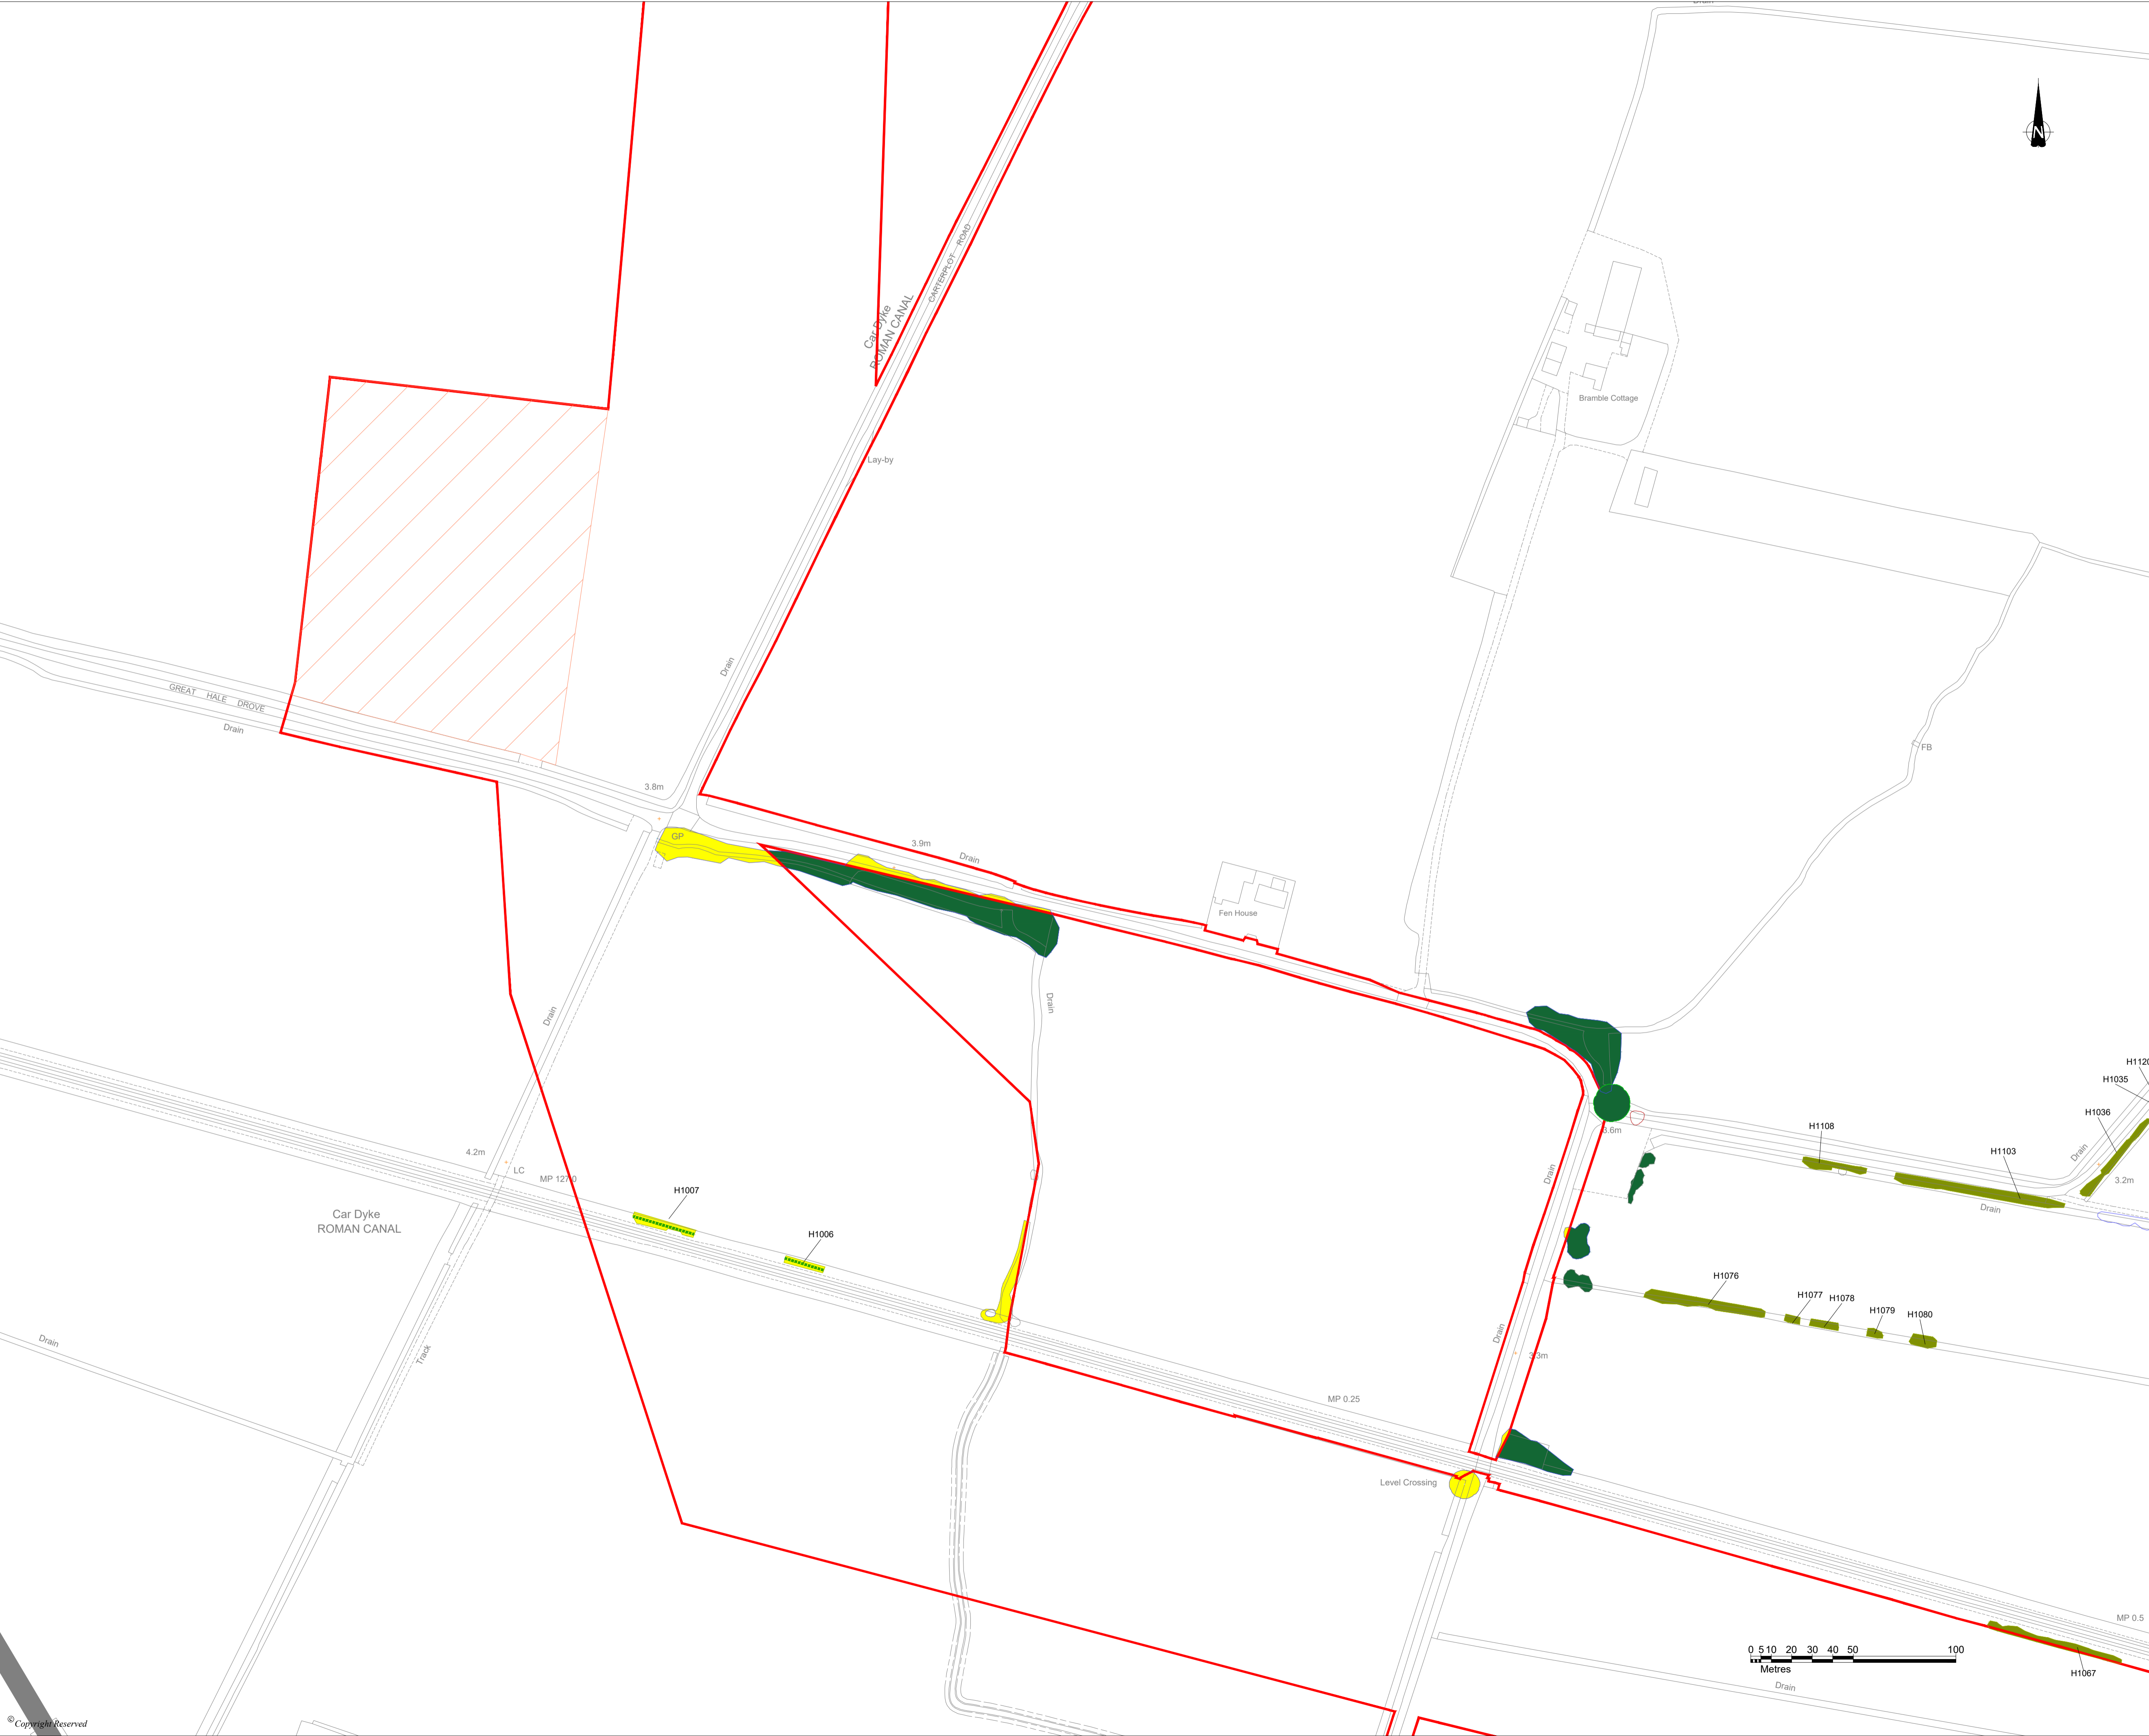 Drain
N
CARTERPLOT ROAD
Car Dyke
ROMAN CANAL
Bramble Cottage
Lay-by
Drain
GREAT HALE DROVE
Drain
FB
3.8m
GP
3.9m
Drain
Fen House
Drain
Drain
H1120
H1035
H1036
H1108
3.6m
H1103
Drain
3.2m
Drain
4.2m
LC
MP 127.0
Drain
H1007
Car Dyke
ROMAN CANAL
H1006
H1076
H1077
H1078
H1079
H1080
Drain
Drain
Track
3.3m
MP 0.25
Level Crossing
MP 0.5
0 5 10 20 30 40 50 100
Metres
H1067
Drain
© Copyright Reserved